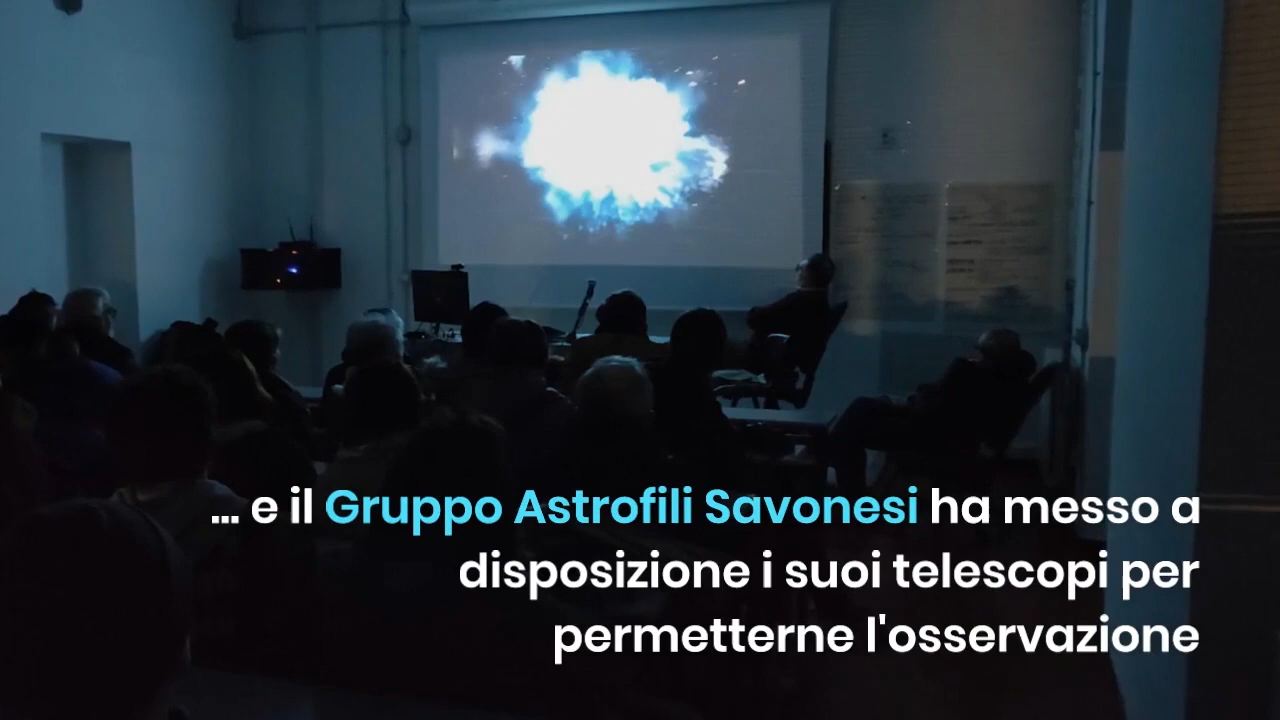 ... e il Gruppo Astrofili Savonesi ha messo a
disposizione i suoi telescopi per
permetterne l'osservazione